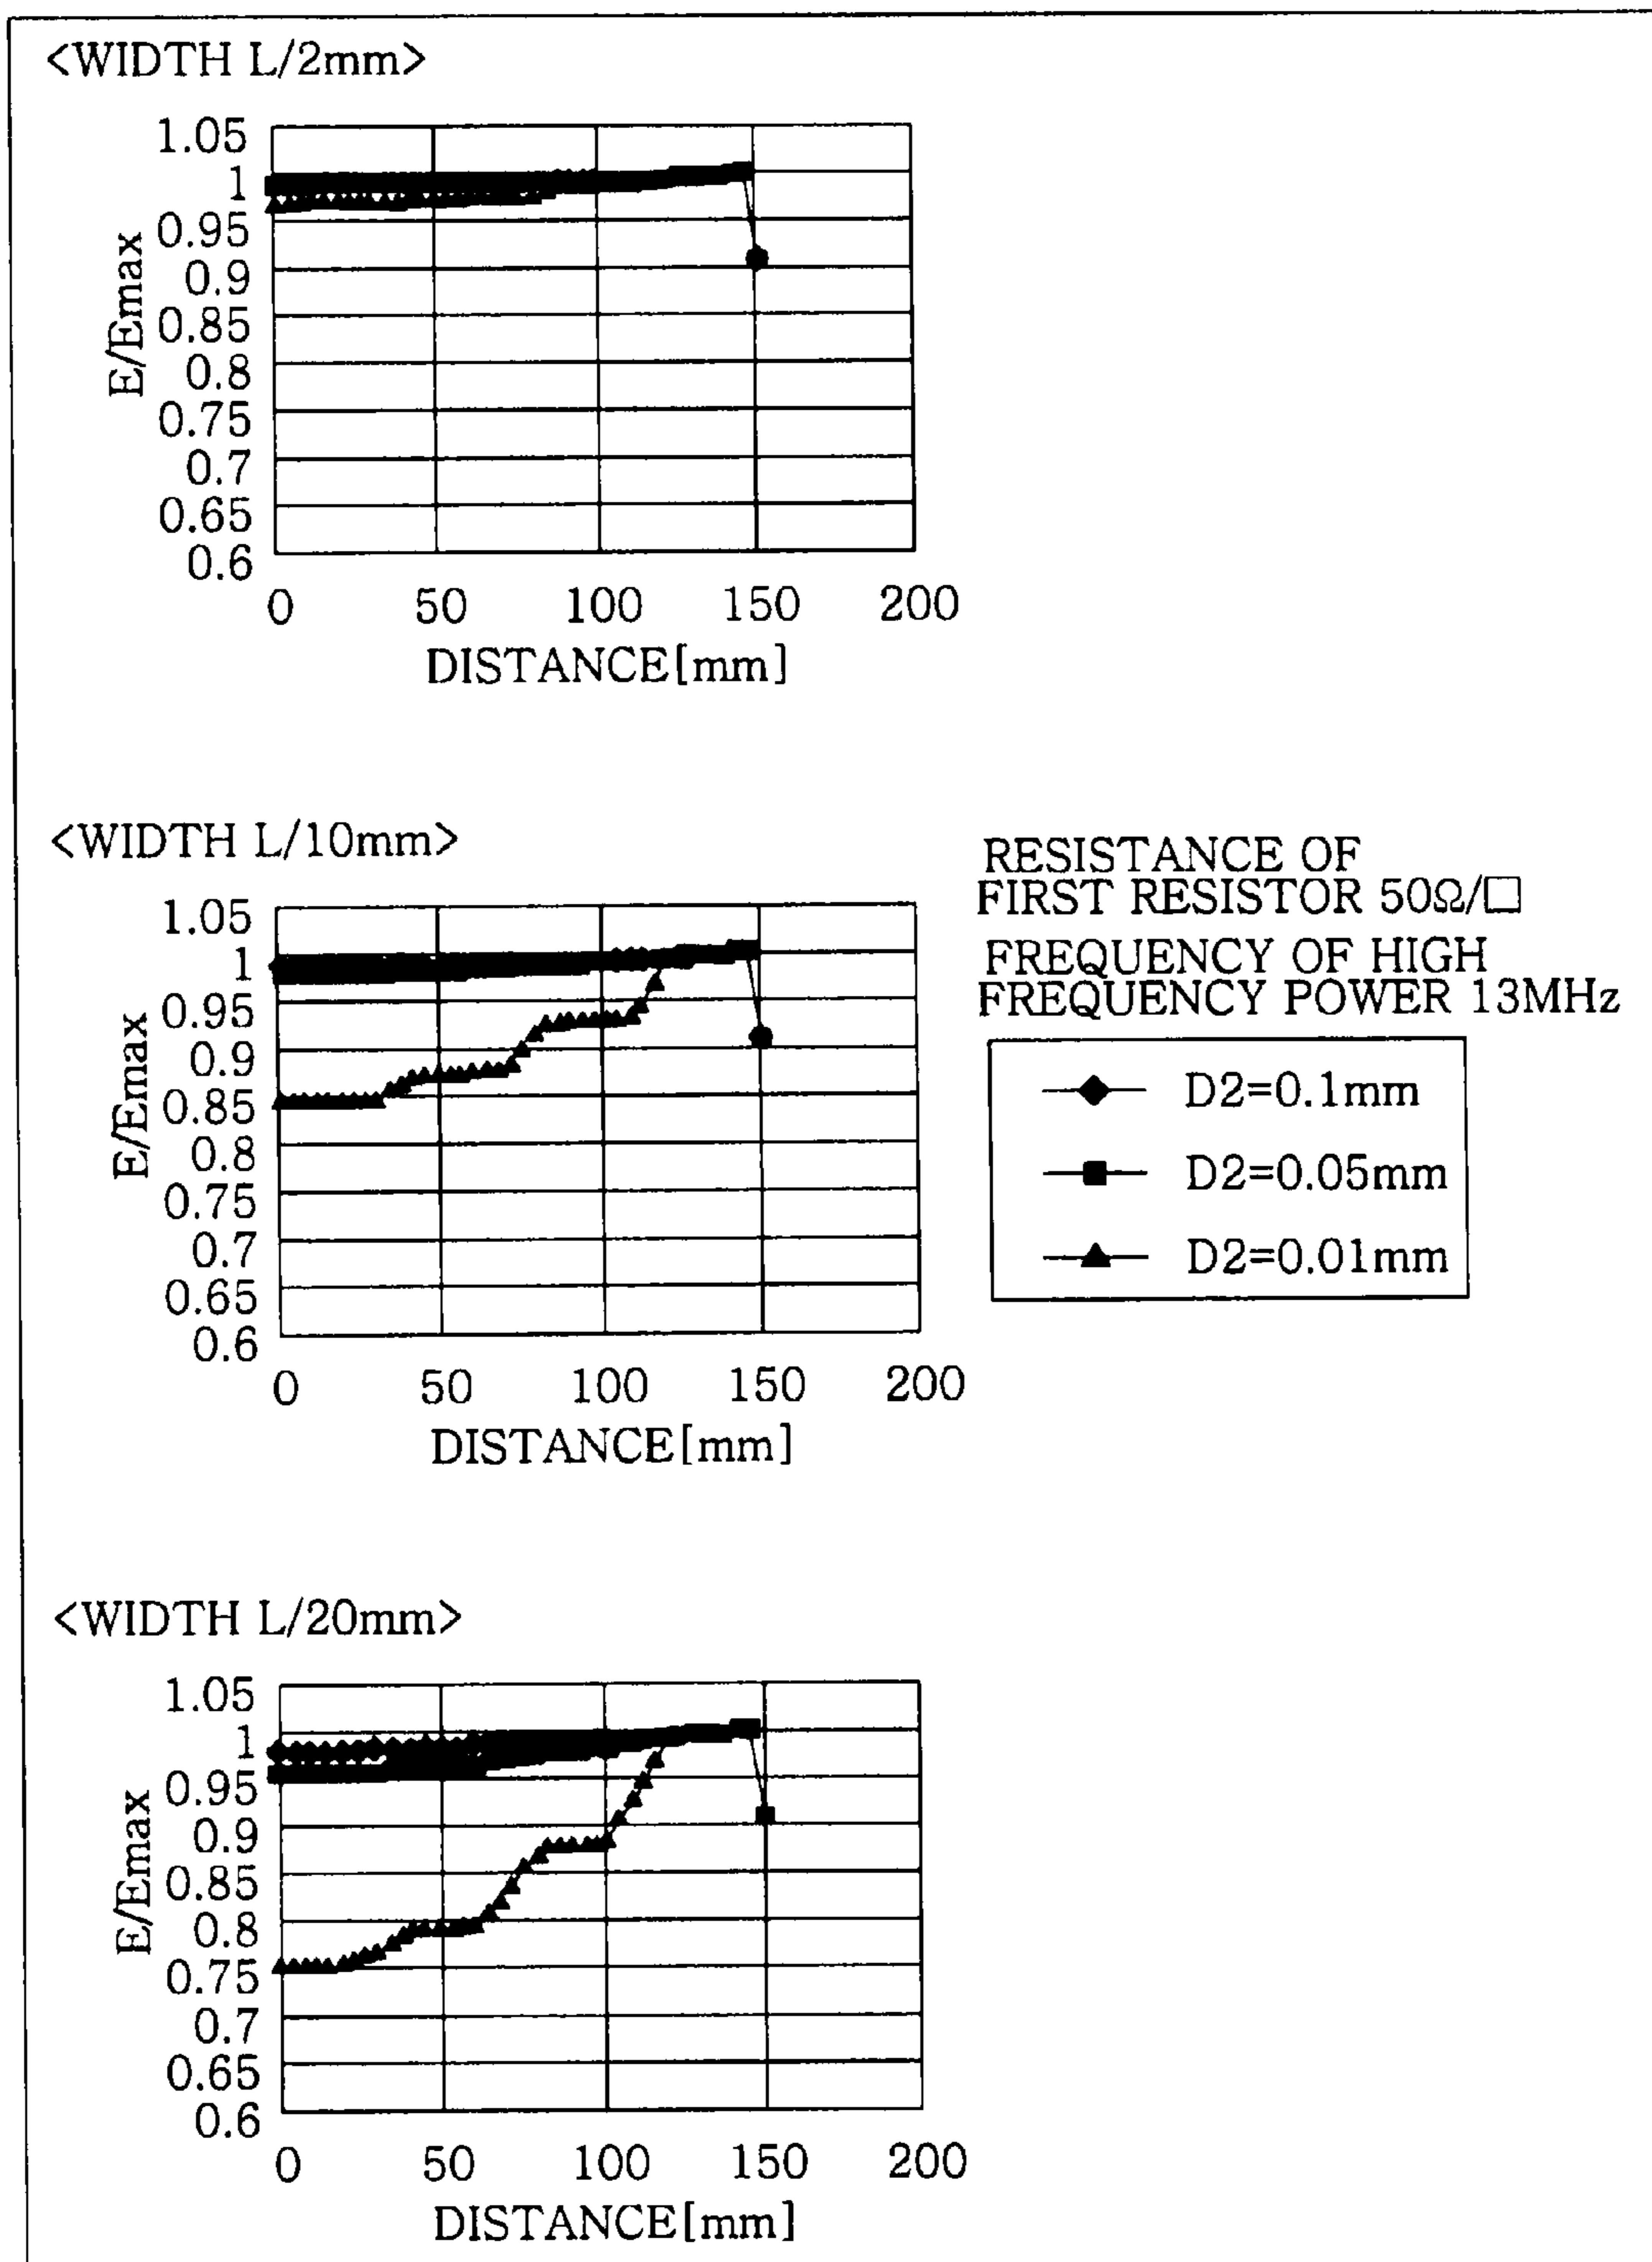 <WIDTH L/2mm>
1.05
1
0.95
0.9
0.85
0.8
0.75
0.7
0.65
0.6
E/Emax
0 50 100 150 200
DISTANCE[mm]
<WIDTH L/10mm>
1.05
1
0.95
0.9
0.85
0.8
0.75
0.7
0.65
0.6
E/Emax
0 50 100 150 200
DISTANCE[mm]
RESISTANCE OF
FIRST RESISTOR 50Ω/□
FREQUENCY OF HIGH
FREQUENCY POWER 13MHz
D2=0.1mm
D2=0.05mm
D2=0.01mm
<WIDTH L/20mm>
1.05
1
0.95
0.9
0.85
0.8
0.75
0.7
0.65
0.6
E/Emax
0 50 100 150 200
DISTANCE[mm]